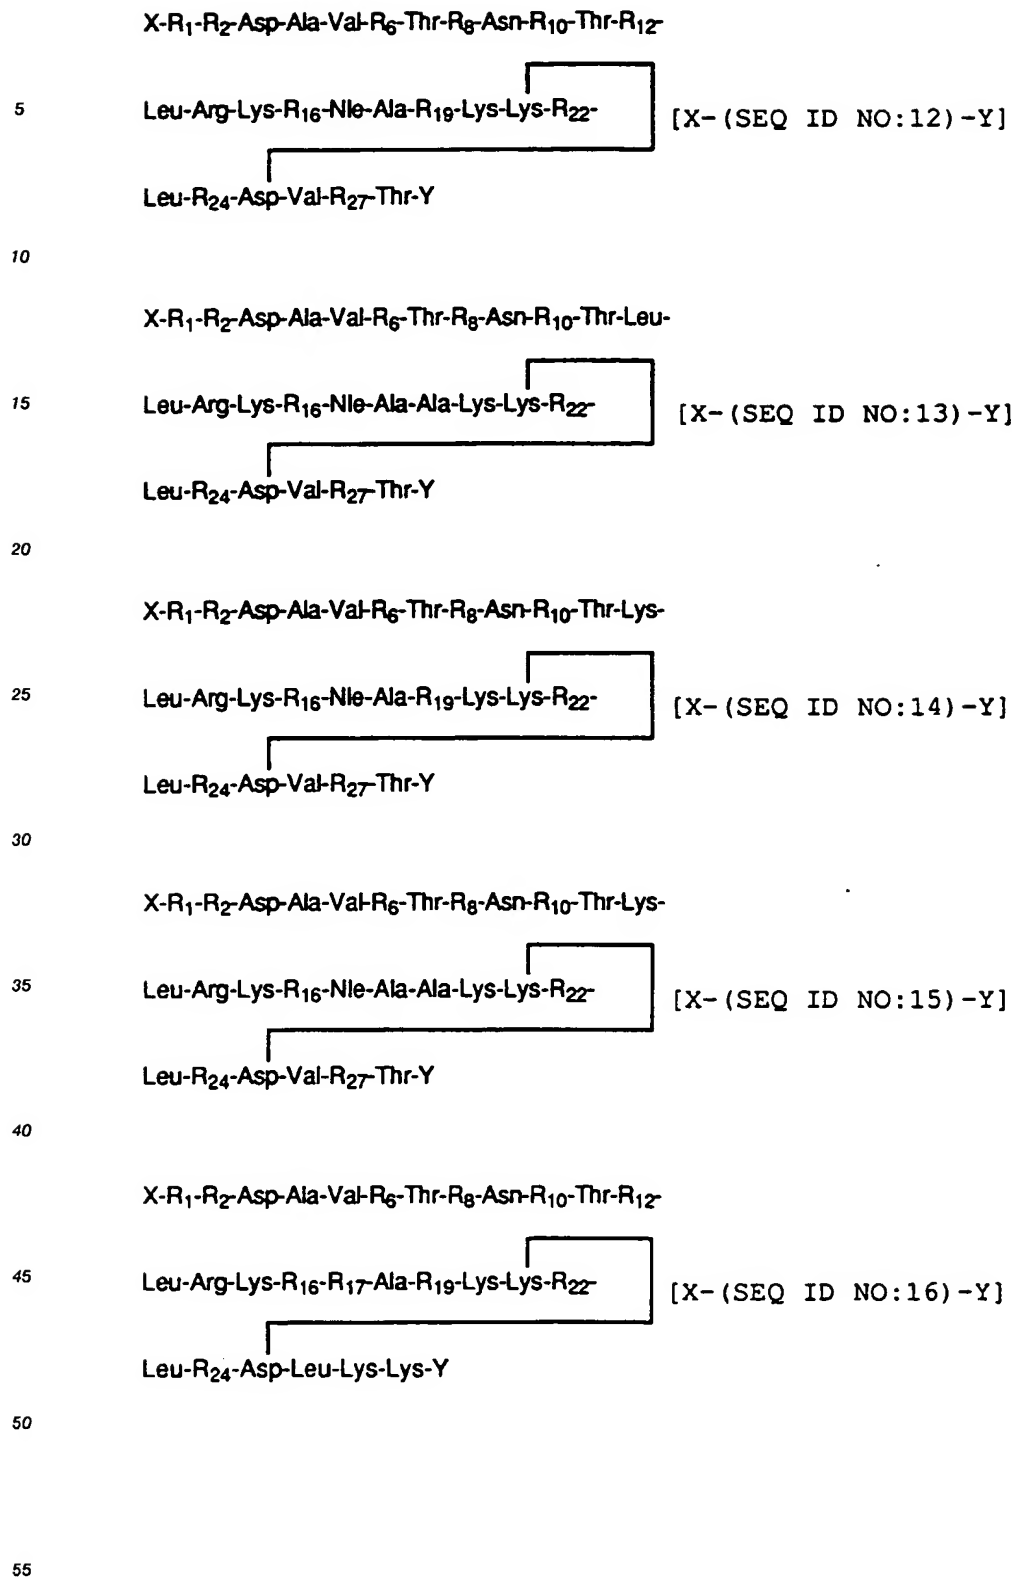 X-R₁-R₂-Asp-Ala-Val-R₆-Thr-R₈-Asn-R₁₀-Thr-R₁₂-
5 Leu-Arg-Lys-R₁₆-Nle-Ala-R₁₉-Lys-Lys-R₂₂- [X-(SEQ ID NO:12)-Y]
Leu-R₂₄-Asp-Val-R₂₇-Thr-Y
10
X-R₁-R₂-Asp-Ala-Val-R₆-Thr-R₈-Asn-R₁₀-Thr-Leu-
15 Leu-Arg-Lys-R₁₆-Nle-Ala-Ala-Lys-Lys-R₂₂- [X-(SEQ ID NO:13)-Y]
Leu-R₂₄-Asp-Val-R₂₇-Thr-Y
20
X-R₁-R₂-Asp-Ala-Val-R₆-Thr-R₈-Asn-R₁₀-Thr-Lys-
25 Leu-Arg-Lys-R₁₆-Nle-Ala-R₁₉-Lys-Lys-R₂₂- [X-(SEQ ID NO:14)-Y]
Leu-R₂₄-Asp-Val-R₂₇-Thr-Y
30
X-R₁-R₂-Asp-Ala-Val-R₆-Thr-R₈-Asn-R₁₀-Thr-Lys-
35 Leu-Arg-Lys-R₁₆-Nle-Ala-Ala-Lys-Lys-R₂₂- [X-(SEQ ID NO:15)-Y]
Leu-R₂₄-Asp-Val-R₂₇-Thr-Y
40
X-R₁-R₂-Asp-Ala-Val-R₆-Thr-R₈-Asn-R₁₀-Thr-R₁₂-
45 Leu-Arg-Lys-R₁₆-R₁₇-Ala-R₁₉-Lys-Lys-R₂₂- [X-(SEQ ID NO:16)-Y]
Leu-R₂₄-Asp-Leu-Lys-Lys-Y
50
55